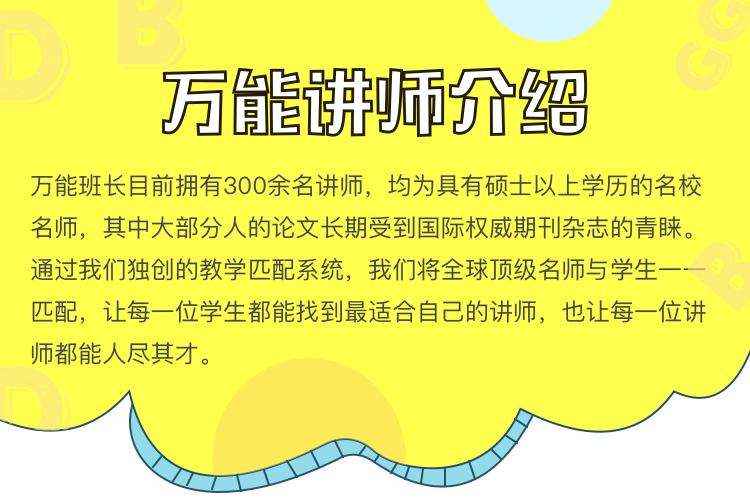 D
B
GG
万能讲师介绍
万能班长目前拥有300余名讲师，均为具有硕士以上学历的名校
名师，其中大部分人的论文长期受到国际权威期刊杂志的青睐。
通过我们独创的教学匹配系统，我们将全球顶级名师与学生一一
匹配，让每一位学生都能找到最适合自己的讲师，也让每一位讲
师都能人尽其才。
B
D